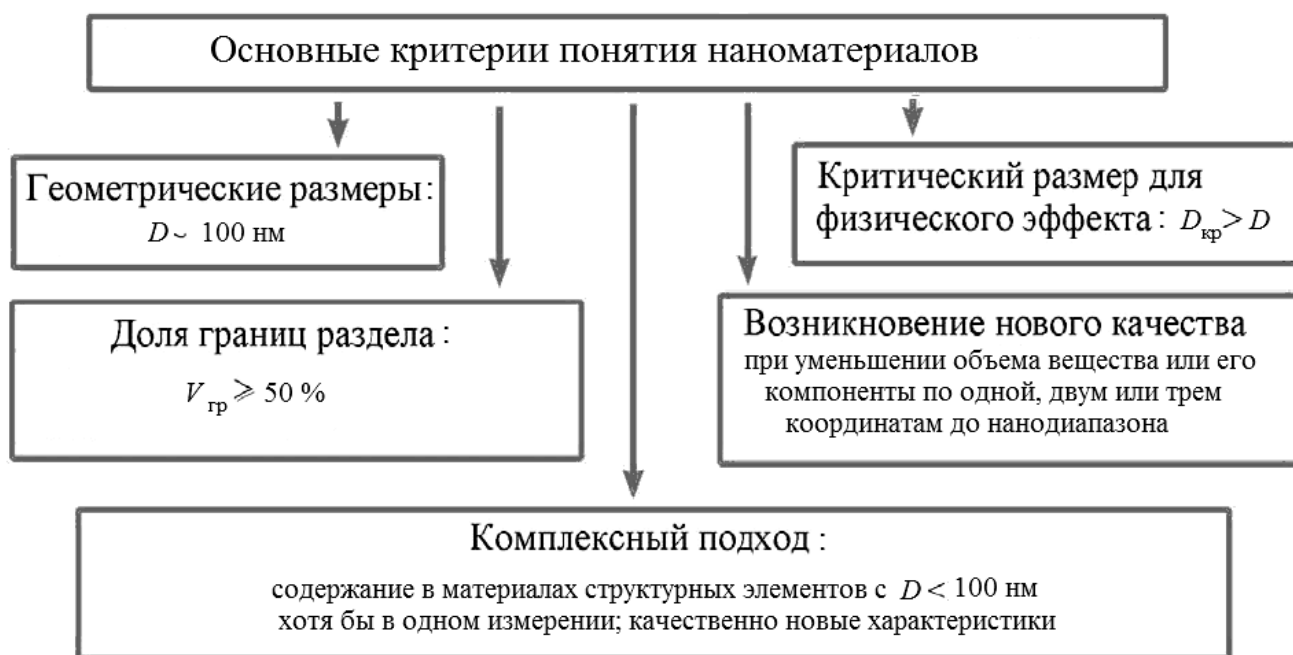 Основные критерии понятия наноматериалов
Геометрические размеры:
D ~ 100 нм
Критический размер для
физического эффекта: Dкр > D
Доля границ раздела:
Vгр ⩾ 50 %
Возникновение нового качества
при уменьшении объема вещества или его
компоненты по одной, двум или трем
координатам до нанодиапазона
Комплексный подход:
содержание в материалах структурных элементов с D < 100 нм
хотя бы в одном измерении; качественно новые характеристики